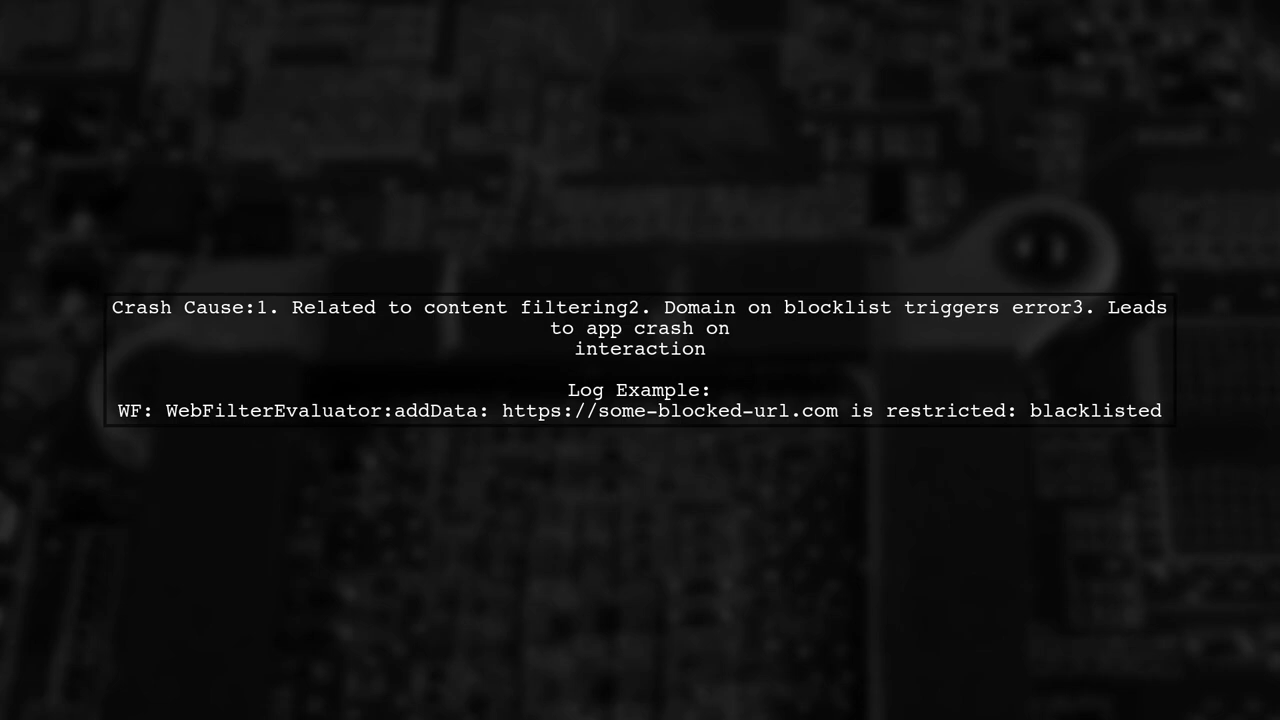 Crash Cause:1. Related to content filtering2. Domain on blocklist triggers error3. Leads
to app crash on
interaction
Log Example:
WF: WebFilterEvaluator:addData: https://some-blocked-url.com is restricted: blacklisted